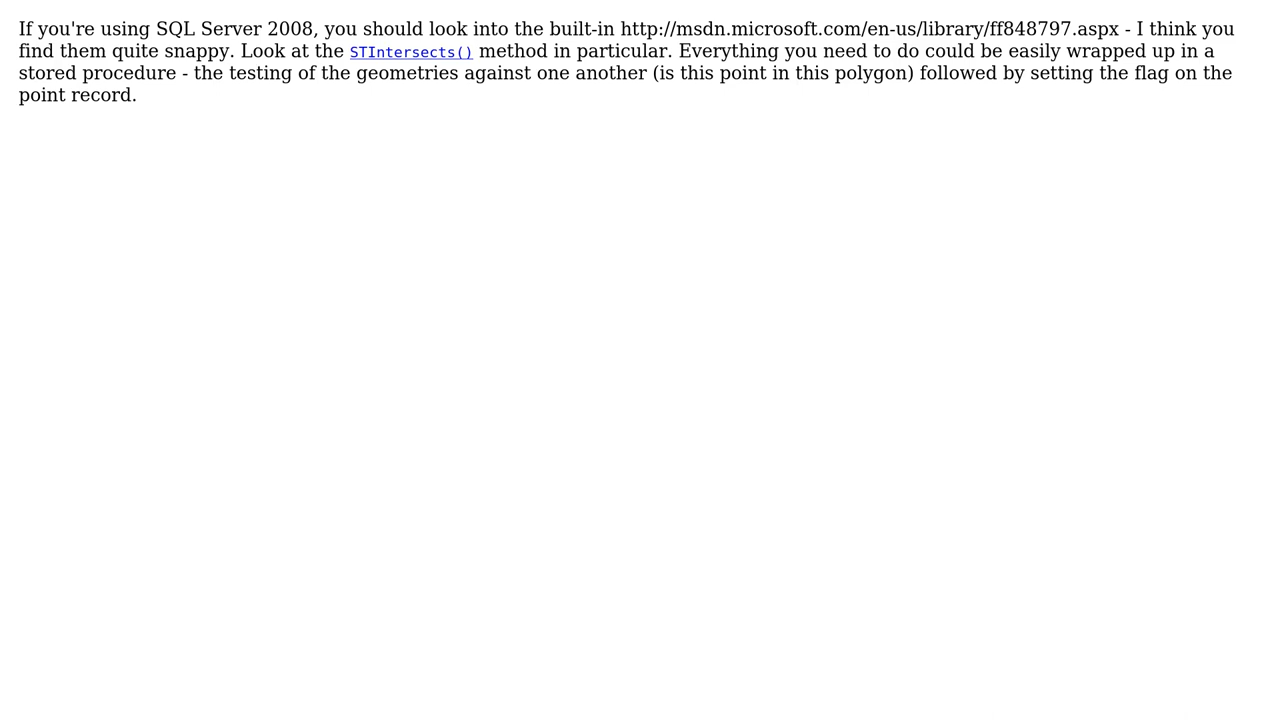 If you're using SQL Server 2008, you should look into the built-in http://msdn.microsoft.com/en-us/library/ff848797.aspx - I think you
find them quite snappy. Look at the STIntersects() method in particular. Everything you need to do could be easily wrapped up in a
stored procedure - the testing of the geometries against one another (is this point in this polygon) followed by setting the flag on the
point record.